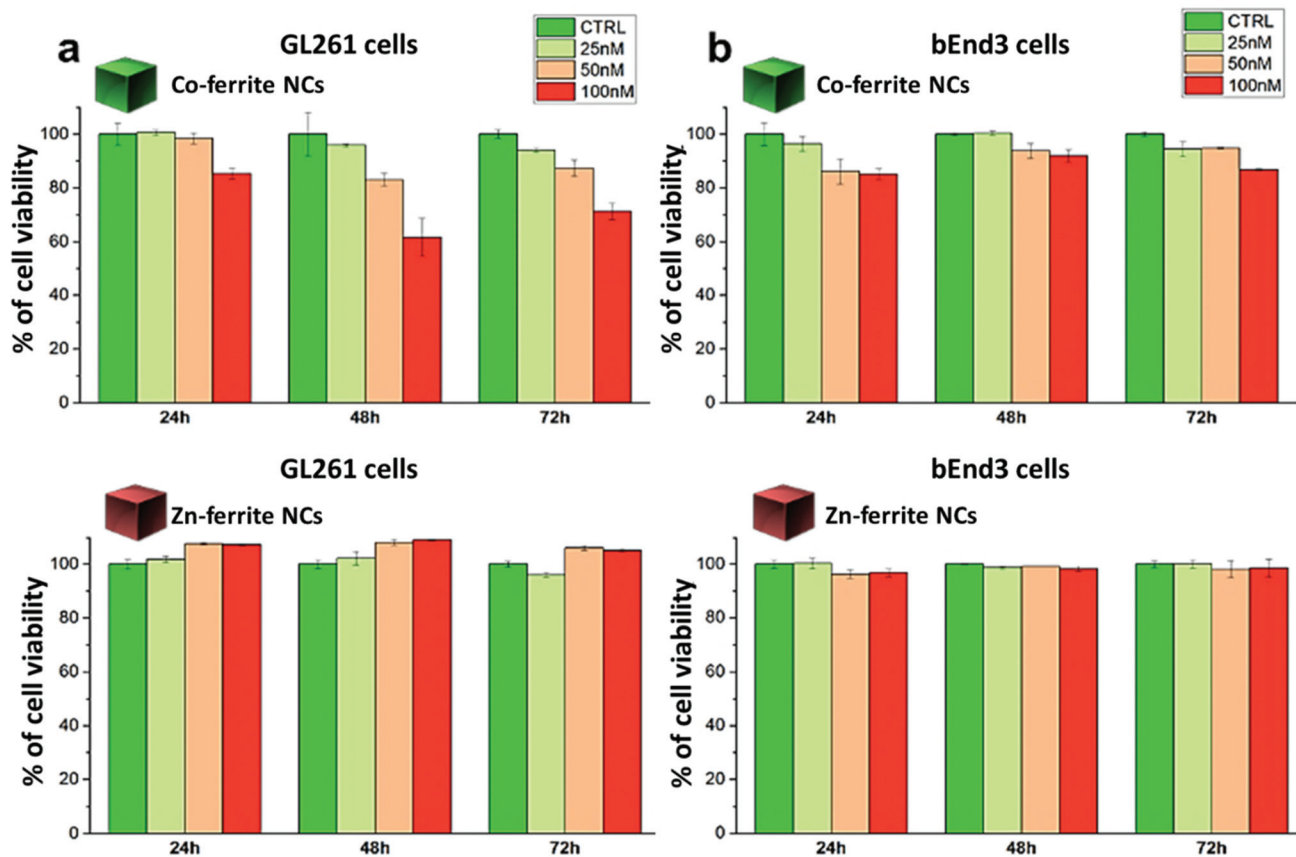 a
GL261 cells
Co-ferrite NCs
CTRL
25nM
50nM
100nM
% of cell viability
100
80
60
40
20
0
24h 48h 72h
b
bEnd3 cells
Co-ferrite NCs
CTRL
25nM
50nM
100nM
% of cell viability
100
80
60
40
20
0
24h 48h 72h
GL261 cells
Zn-ferrite NCs
% of cell viability
100
80
60
40
20
0
24h 48h 72h
bEnd3 cells
Zn-ferrite NCs
% of cell viability
100
80
60
40
20
0
24h 48h 72h